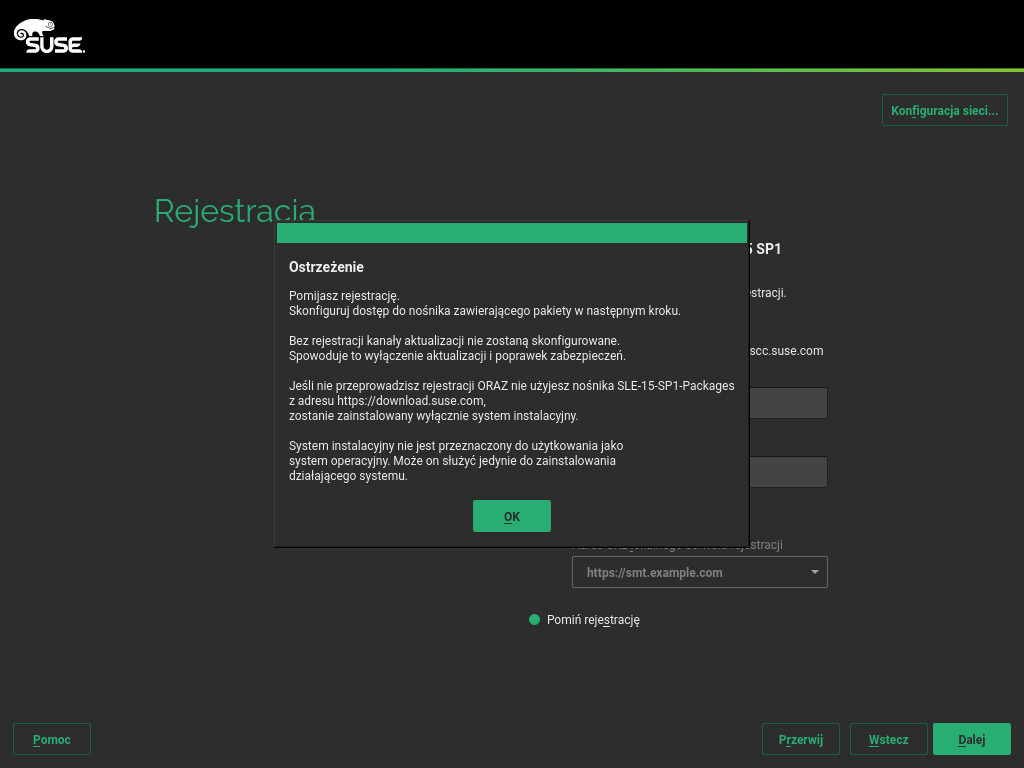 SUSE.
Konfiguracja sieci...
Rejestracja
SP1
Ostrzeżenie
Pomijasz rejestrację.
Skonfiguruj dostęp do nośnika zawierającego pakiety w następnym kroku.
Bez rejestracji kanały aktualizacji nie zostaną skonfigurowane.
Spowoduje to wyłączenie aktualizacji i poprawek zabezpieczeń.
scc.suse.com
Jeśli nie przeprowadzisz rejestracji ORAZ nie użyjesz nośnika SLE-15-SP1-Packages
z adresu https://download.suse.com,
zostanie zainstalowany wyłącznie system instalacyjny.
System instalacyjny nie jest przeznaczony do użytkowania jako
system operacyjny. Może on służyć jedynie do zainstalowania
działającego systemu.
OK
https://smt.example.com
Pomiń rejestrację
Pomoc
Przerwij
Wstecz
Dalej